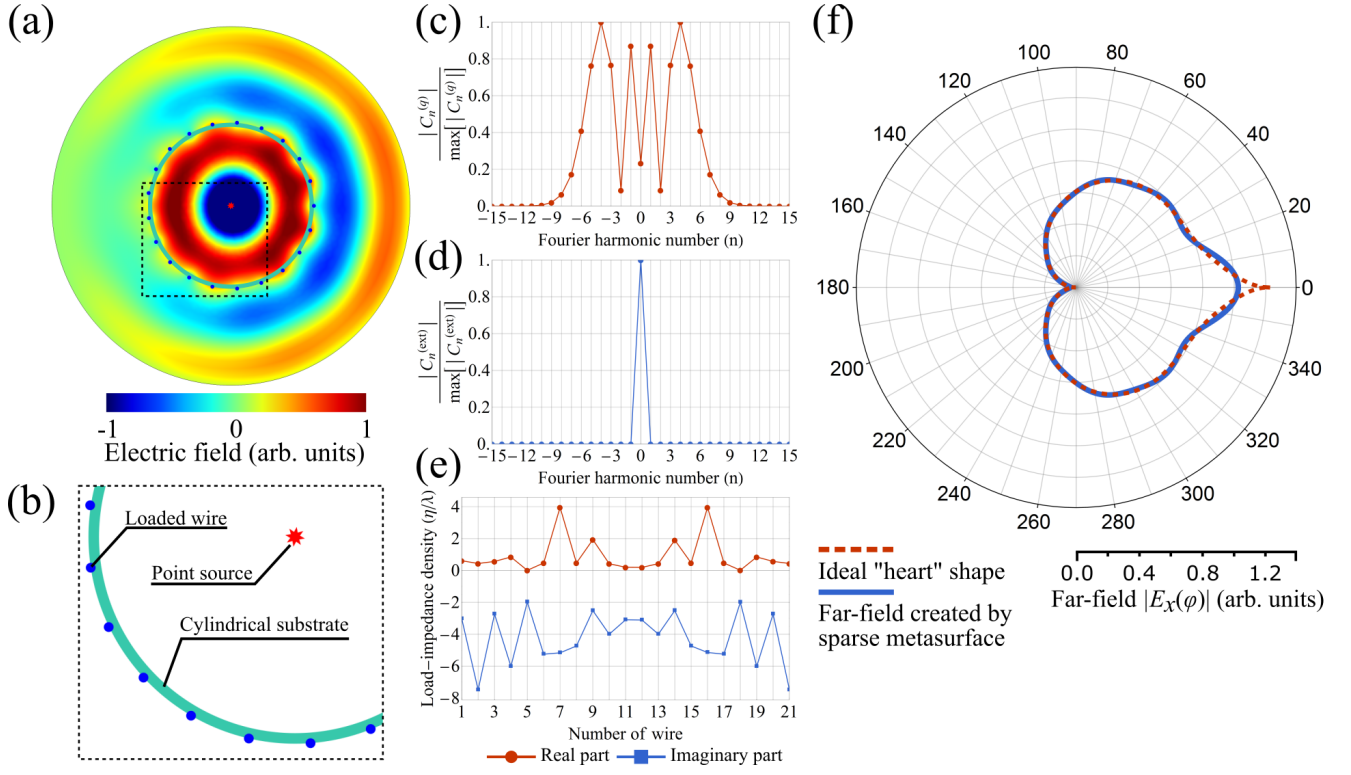 (a)
-1
0
1
Electric field (arb. units)
(b)
Loaded wire
Point source
Cylindrical substrate
(c)
|Cₙ⁽q⁾|
max[|Cₙ⁽q⁾|]
1.
0.8
0.6
0.4
0.2
0.
−15 −12 −9 −6 −3 0 3 6 9 12 15
Fourier harmonic number (n)
(d)
|Cₙ⁽ext⁾|
max[|Cₙ⁽ext⁾|]
1.
0.8
0.6
0.4
0.2
0.
−15 −12 −9 −6 −3 0 3 6 9 12 15
Fourier harmonic number (n)
(e)
Load−impedance density (η/λ)
4
2
0
−2
−4
−6
−8
1 3 5 7 9 11 13 15 17 19 21
Number of wire
Real part
Imaginary part
(f)
100 80
120 60
140 40
160 20
180 0
200 340
220 320
240 300
260 280
Ideal "heart" shape
Far-field created by
sparse metasurface
0.0 0.4 0.8 1.2
Far-field |Eₓ(φ)| (arb. units)